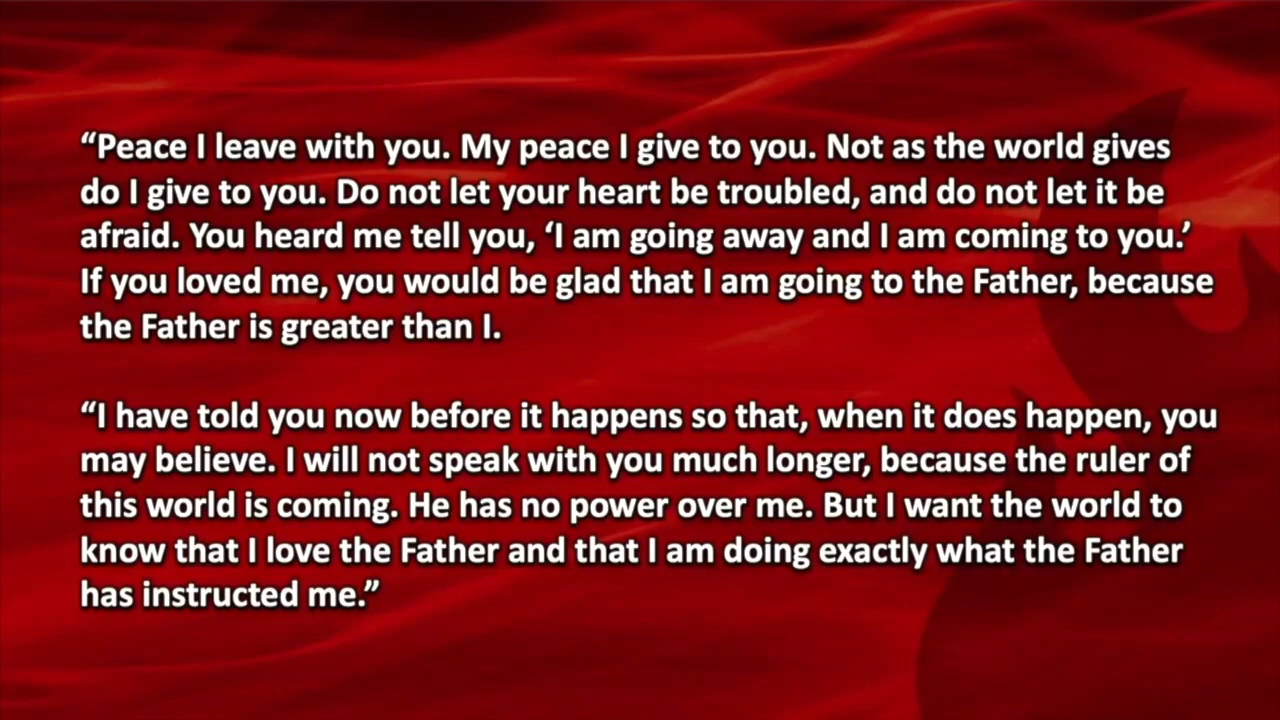 “Peace I leave with you. My peace I give to you. Not as the world gives
do I give to you. Do not let your heart be troubled, and do not let it be
afraid. You heard me tell you, ‘I am going away and I am coming to you.’
If you loved me, you would be glad that I am going to the Father, because
the Father is greater than I.
“I have told you now before it happens so that, when it does happen, you
may believe. I will not speak with you much longer, because the ruler of
this world is coming. He has no power over me. But I want the world to
know that I love the Father and that I am doing exactly what the Father
has instructed me.”